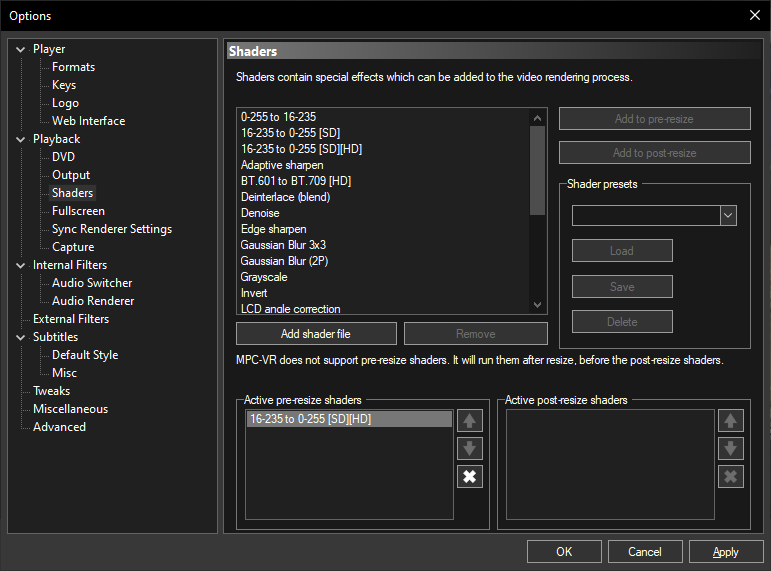 Options
Player
Formats
Keys
Logo
Web Interface
Playback
DVD
Output
Shaders
Fullscreen
Sync Renderer Settings
Capture
Internal Filters
Audio Switcher
Audio Renderer
External Filters
Subtitles
Default Style
Misc
Tweaks
Miscellaneous
Advanced
Shaders
Shaders contain special effects which can be added to the video rendering process.
0-255 to 16-235
16-235 to 0-255 [SD]
16-235 to 0-255 [SD][HD]
Adaptive sharpen
BT.601 to BT.709 [HD]
Deinterlace (blend)
Denoise
Edge sharpen
Gaussian Blur 3x3
Gaussian Blur (2P)
Grayscale
Invert
LCD angle correction
Add to pre-resize
Add to post-resize
Shader presets
Load
Save
Delete
Add shader file
Remove
MPC-VR does not support pre-resize shaders. It will run them after resize, before the post-resize shaders.
Active pre-resize shaders
16-235 to 0-255 [SD][HD]
Active post-resize shaders
OK
Cancel
Apply